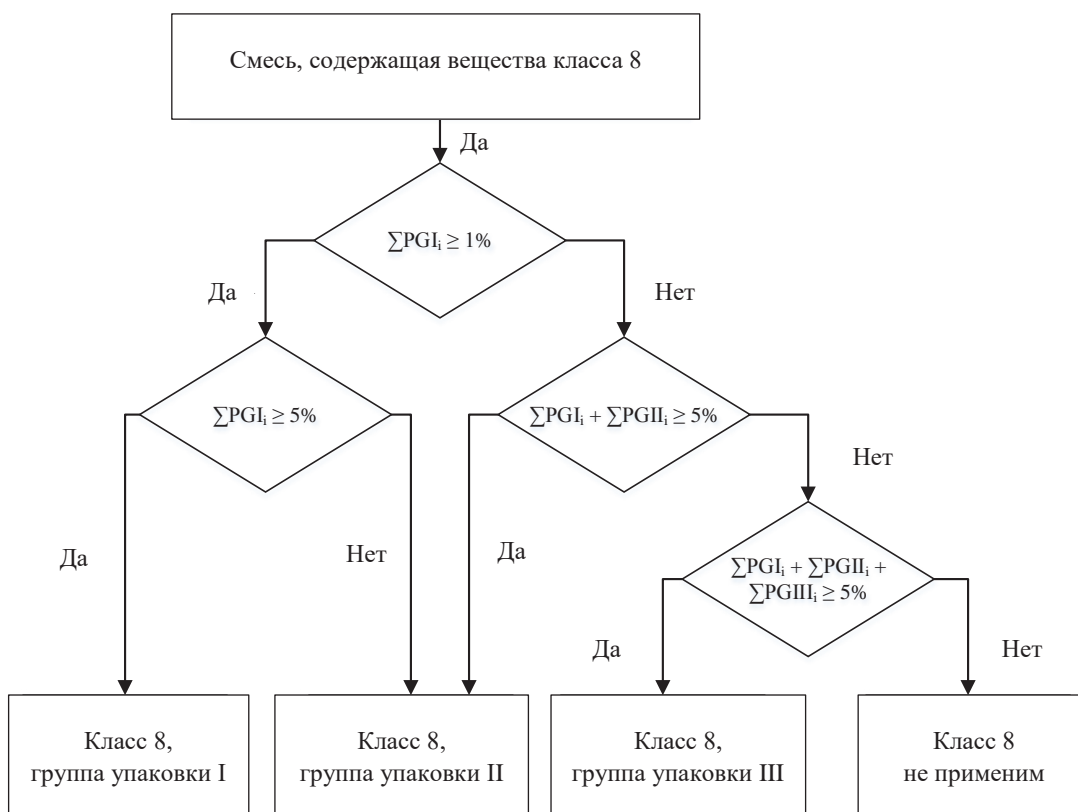 Смесь, содержащая вещества класса 8
Да
∑PGIᵢ ≥ 1%
Да
Нет
∑PGIᵢ ≥ 5%
∑PGIᵢ + ∑PGIIᵢ ≥ 5%
Нет
Да
Нет
Да
∑PGIᵢ + ∑PGIIᵢ +
∑PGIIIᵢ ≥ 5%
Да
Нет
Класс 8,
группа упаковки I
Класс 8,
группа упаковки II
Класс 8,
группа упаковки III
Класс 8
не применим